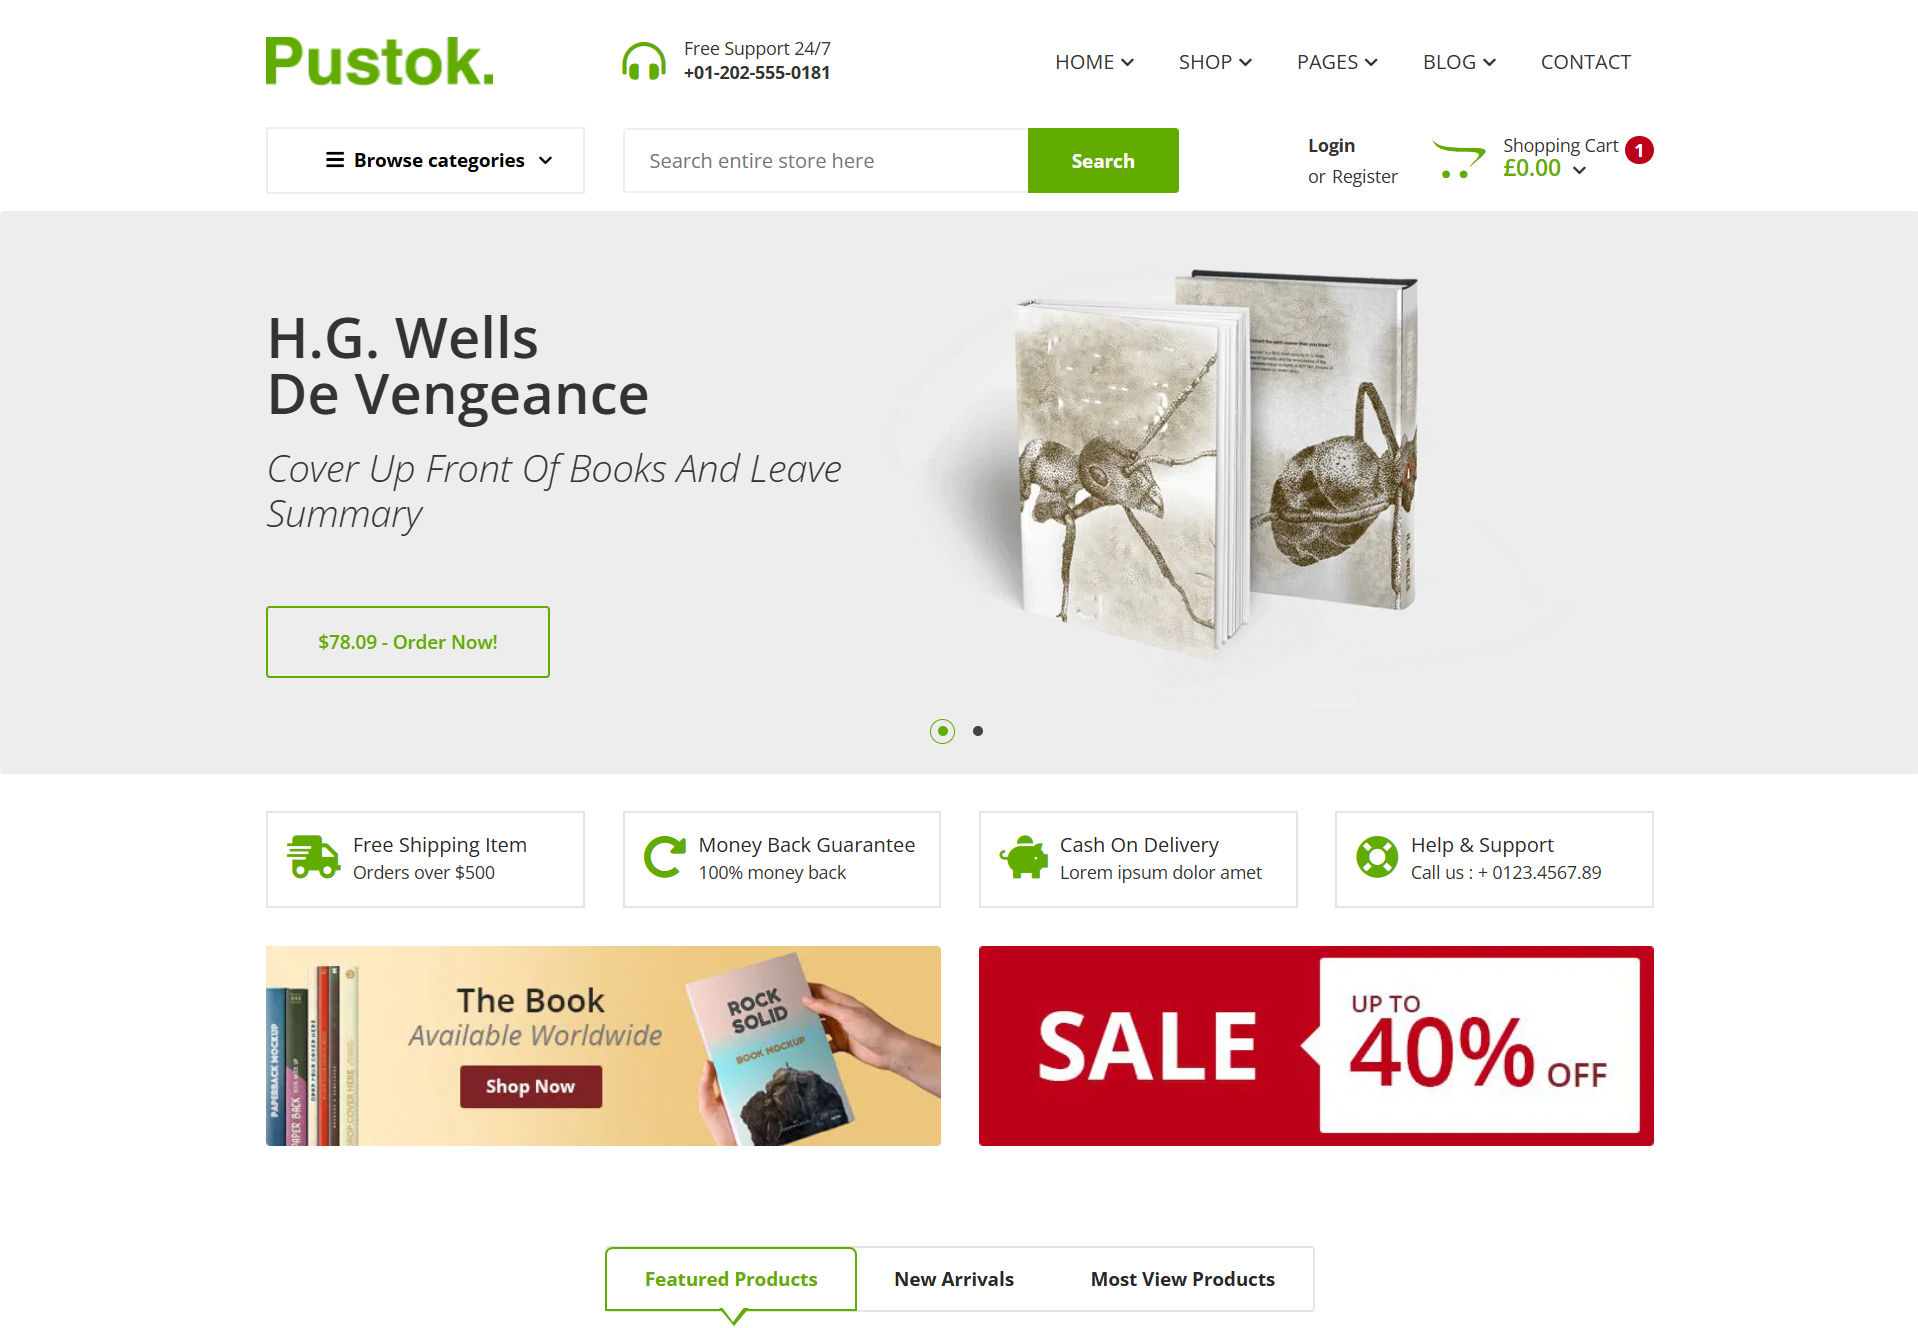 Pustok.
Free Support 24/7
+01-202-555-0181
HOME
SHOP
PAGES
BLOG
CONTACT
Browse categories
Search entire store here
Search
Login
or Register
Shopping Cart
1
£0.00
H.G. Wells
De Vengeance
Cover Up Front Of Books And Leave
Summary
$78.09 - Order Now!
H.G. WELLS
Free Shipping Item
Orders over $500
Money Back Guarantee
100% money back
Cash On Delivery
Lorem ipsum dolor amet
Help & Support
Call us : + 0123.4567.89
PAPERBACK MOCKUP
PAPER BACK
The Book
Available Worldwide
Shop Now
ROCK
SOLID
BOOK MOCKUP
SALE
UP TO
40% OFF
Featured Products
New Arrivals
Most View Products